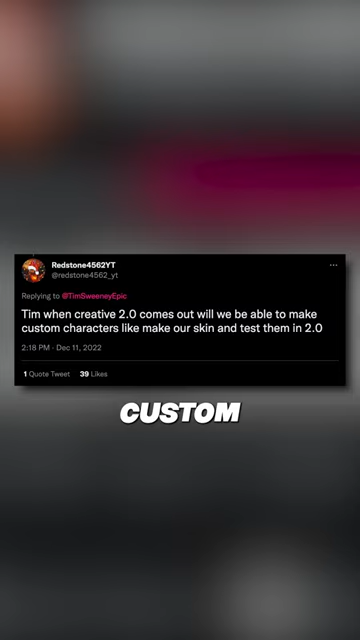 Redstone4562YT
@redstone4562_yt
Replying to @TimSweeneyEpic
Tim when creative 2.0 comes out will we be able to make
custom characters like make our skin and test them in 2.0
2:18 PM · Dec 11, 2022
1 Quote Tweet 39 Likes
CUSTOM